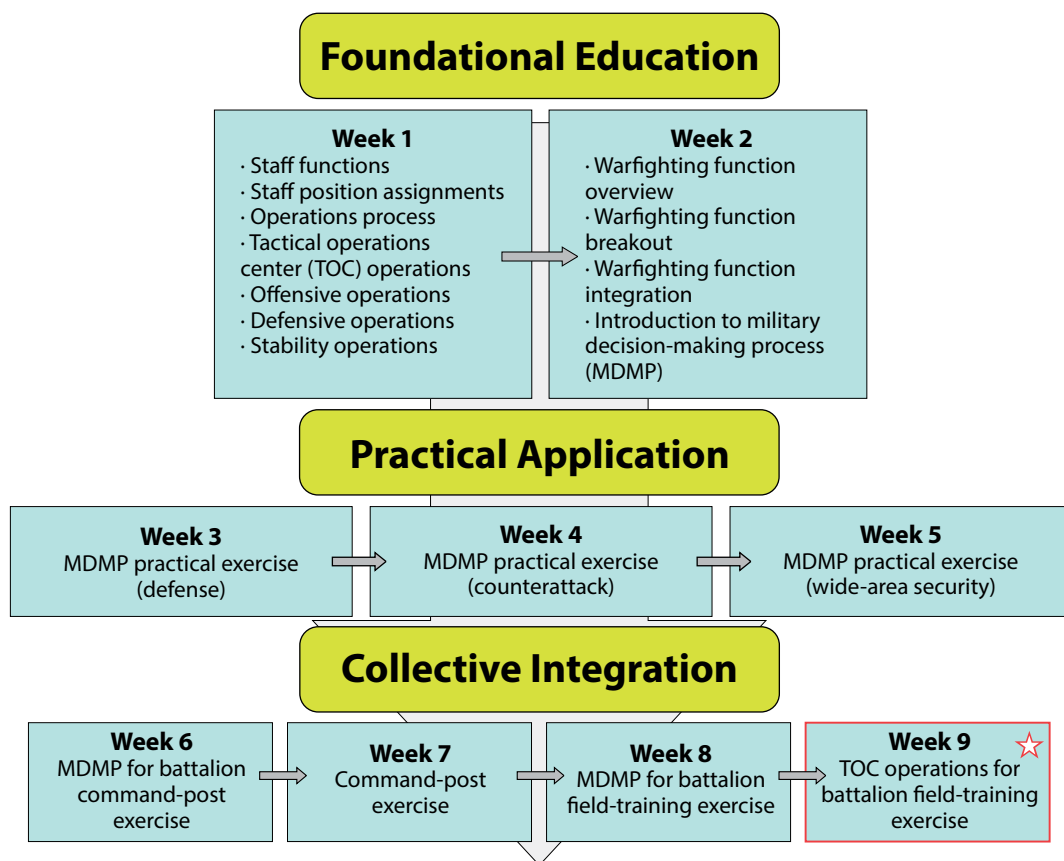 Foundational Education
Week 1
· Staff functions
· Staff position assignments
· Operations process
· Tactical operations
center (TOC) operations
· Offensive operations
· Defensive operations
· Stability operations
Week 2
· Warfighting function
overview
· Warfighting function
breakout
· Warfighting function
integration
· Introduction to military
decision-making process
(MDMP)
Practical Application
Week 3
MDMP practical exercise
(defense)
Week 4
MDMP practical exercise
(counterattack)
Week 5
MDMP practical exercise
(wide-area security)
Collective Integration
Week 6
MDMP for battalion
command-post
exercise
Week 7
Command-post
exercise
Week 8
MDMP for battalion
field-training exercise
Week 9
TOC operations for
battalion field-training
exercise